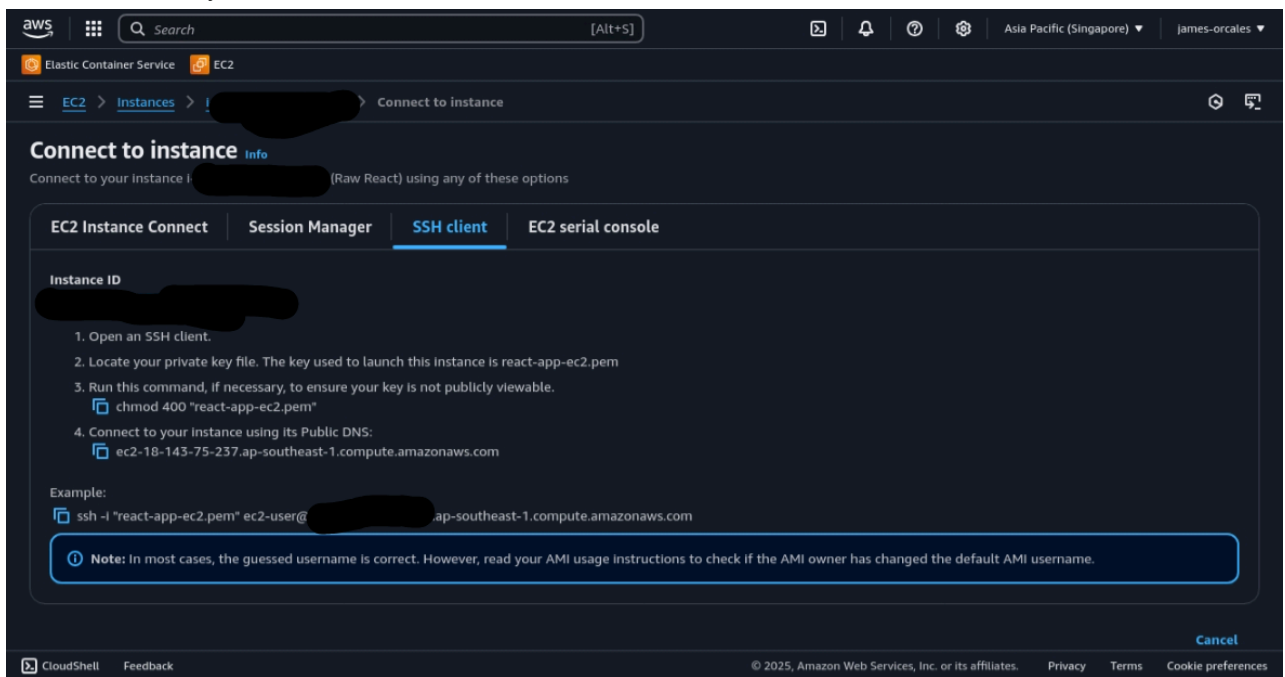 aws Search [Alt+S] Asia Pacific (Singapore) ▼ james-orcales ▼
Elastic Container Service EC2
EC2 > Instances > > Connect to instance
Connect to instance Info
Connect to your instance i- (Raw React) using any of these options
EC2 Instance Connect Session Manager SSH client EC2 serial console
Instance ID
1. Open an SSH client.
2. Locate your private key file. The key used to launch this instance is react-app-ec2.pem
3. Run this command, if necessary, to ensure your key is not publicly viewable.
chmod 400 "react-app-ec2.pem"
4. Connect to your instance using its Public DNS:
ec2-18-143-75-237.ap-southeast-1.compute.amazonaws.com
Example:
ssh -i "react-app-ec2.pem" ec2-user@ .ap-southeast-1.compute.amazonaws.com
Note: In most cases, the guessed username is correct. However, read your AMI usage instructions to check if the AMI owner has changed the default AMI username.
Cancel
CloudShell Feedback © 2025, Amazon Web Services, Inc. or its affiliates. Privacy Terms Cookie preferences